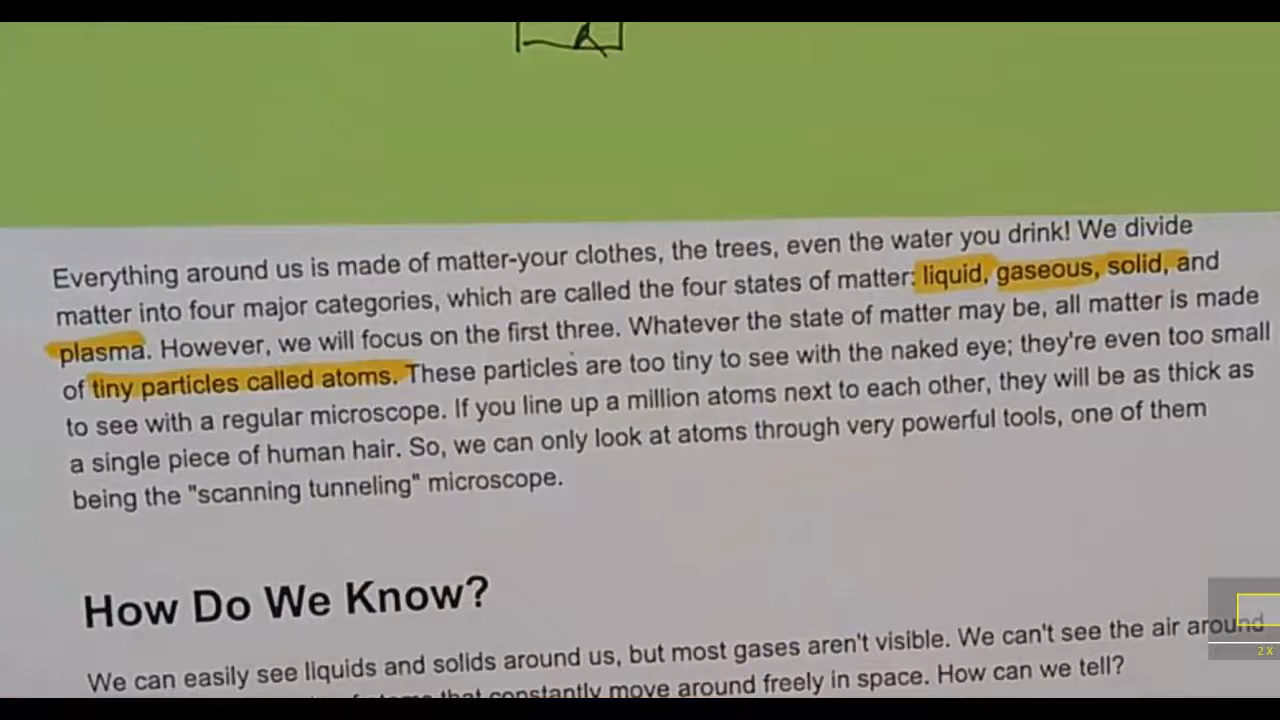 A
Everything around us is made of matter-your clothes, the trees, even the water you drink! We divide
matter into four major categories, which are called the four states of matter: liquid, gaseous, solid, and
plasma. However, we will focus on the first three. Whatever the state of matter may be, all matter is made
of tiny particles called atoms. These particles are too tiny to see with the naked eye; they're even too small
to see with a regular microscope. If you line up a million atoms next to each other, they will be as thick as
a single piece of human hair. So, we can only look at atoms through very powerful tools, one of them
being the "scanning tunneling" microscope.
How Do We Know?
We can easily see liquids and solids around us, but most gases aren't visible. We can't see the air around
that constantly move around freely in space. How can we tell?
2X